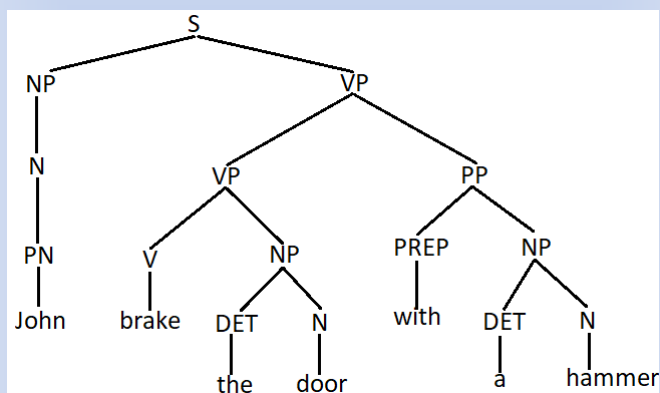 S
NP VP
N VP PP
PN V NP PREP NP
John brake DET N with DET N
the door a hammer